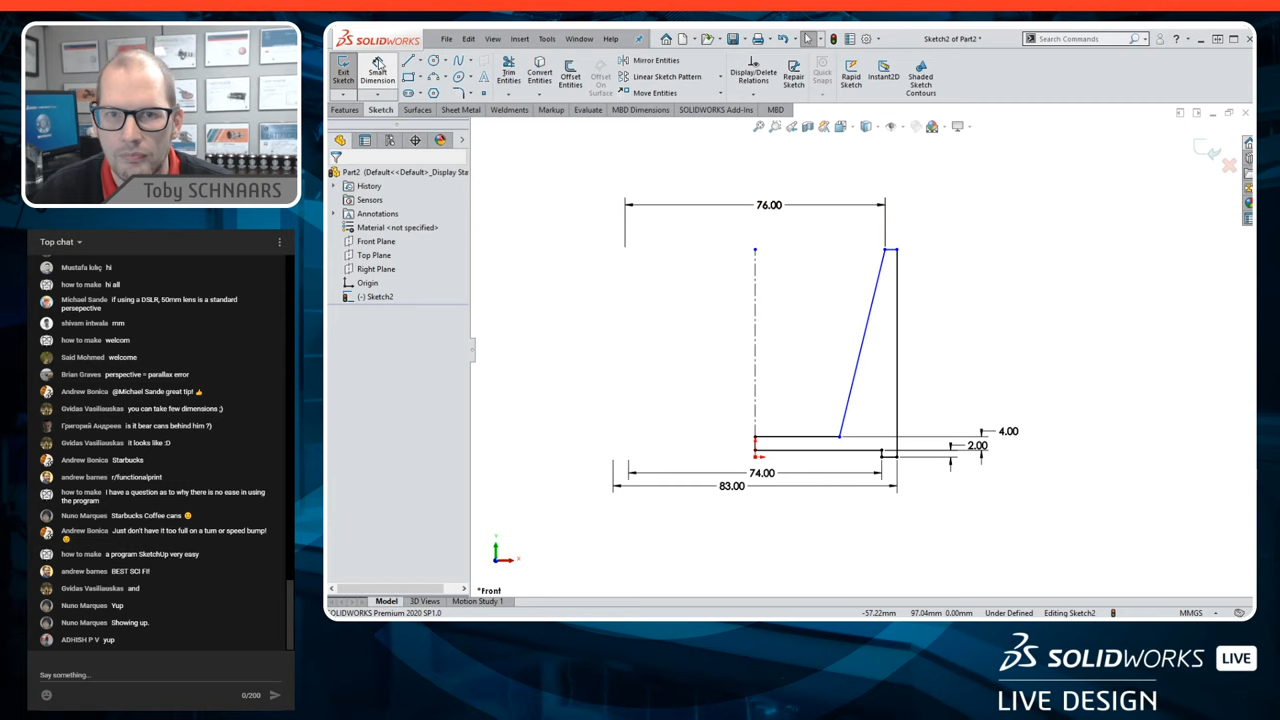 Toby SCHNAARS
Top chat
Mustafa kılıç hi
how to make hi all
Michael Sande if using a DSLR, 50mm lens is a standard
persepective
shivam intwala mm
how to make welcom
Said Mohmed welcome
Brian Graves perspective = parallax error
Andrew Bonica @Michael Sande great tip! 👍
Gvidas Vasiliauskas you can take few dimensions ;)
Григорий Андреев is it bear cans behind him ?)
Gvidas Vasiliauskas it looks like :D
Andrew Bonica Starbucks
andrew barnes r/functionalprint
how to make I have a question as to why there is no ease in using
the program
Nuno Marques Starbucks Coffee cans 🙂
Andrew Bonica Just don't have it too full on a turn or speed bump!
🙂
how to make a program SketchUp very easy
andrew barnes BEST SCI FI!
Gvidas Vasiliauskas and
Nuno Marques Yup
Nuno Marques Showing up.
ADHISH P V yup
Say something...
0/200
SOLIDWORKS File Edit View Insert Tools Window Help Sketch2 of Part2 * Search Commands
Exit
Sketch
Smart
Dimension
Trim
Entities
Convert
Entities
Offset
Entities
Offset
On
Surface
Mirror Entities
Linear Sketch Pattern
Move Entities
Display/Delete
Relations
Repair
Sketch
Quick
Snaps
Rapid
Sketch
Instant2D
Shaded
Sketch
Contours
Features Sketch Surfaces Sheet Metal Weldments Markup Evaluate MBD Dimensions SOLIDWORKS Add-Ins MBD
Part2 (Default<<Default>_Display Sta
History
Sensors
Annotations
Material <not specified>
Front Plane
Top Plane
Right Plane
Origin
(-) Sketch2
76.00
4.00
2.00
74.00
83.00
Y
X
*Front
Model 3D Views Motion Study 1
SOLIDWORKS Premium 2020 SP1.0 -57.22mm 97.04mm 0.00mm Under Defined Editing Sketch2 MMGS
SOLIDWORKS LIVE
LIVE DESIGN